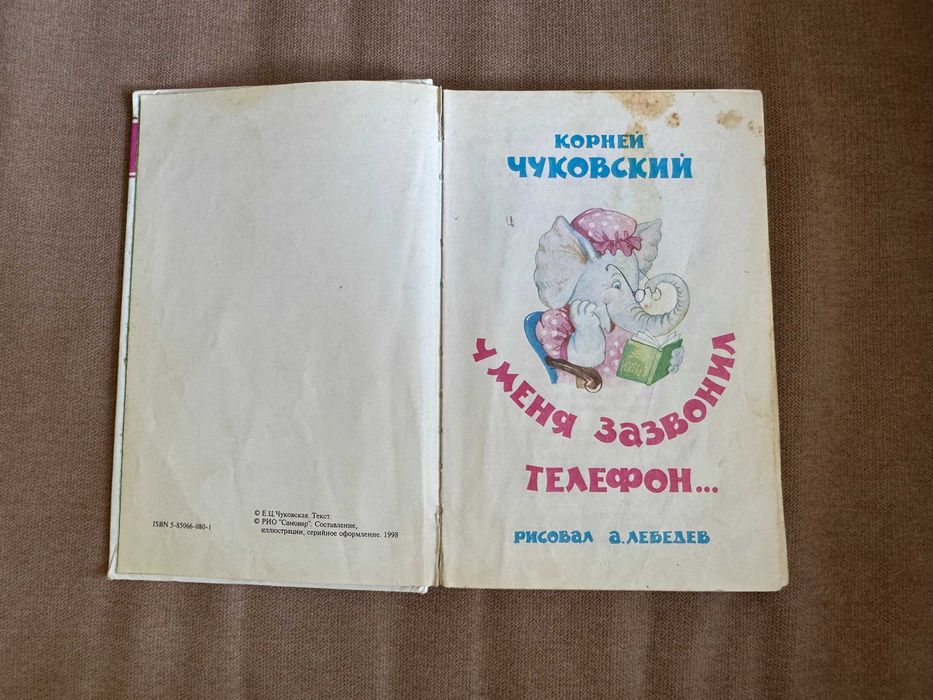 ISBN 5-85066-080-1
© Е.Ц.Чуковская. Текст.
© РИО "Самовар". Составление,
иллюстрации, серийное оформление. 1998
КОРНЕЙ
ЧУКОВСКИЙ
У МЕНЯ ЗАЗВОНИЛ
ТЕЛЕФОН...
РИСОВАЛ А.ЛЕБЕДЕВ